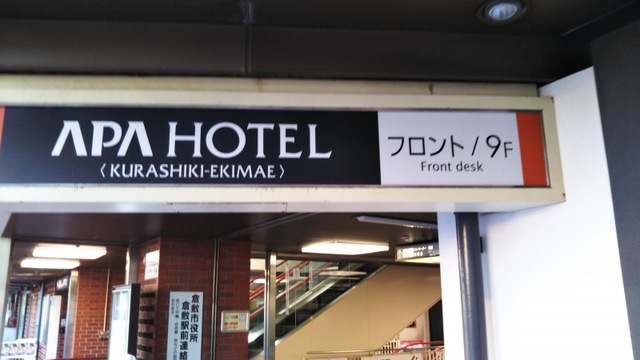 APA HOTEL
〈KURASHIKI-EKIMAE〉
フロント / 9F
Front desk
倉敷市役所
倉敷駅前連絡